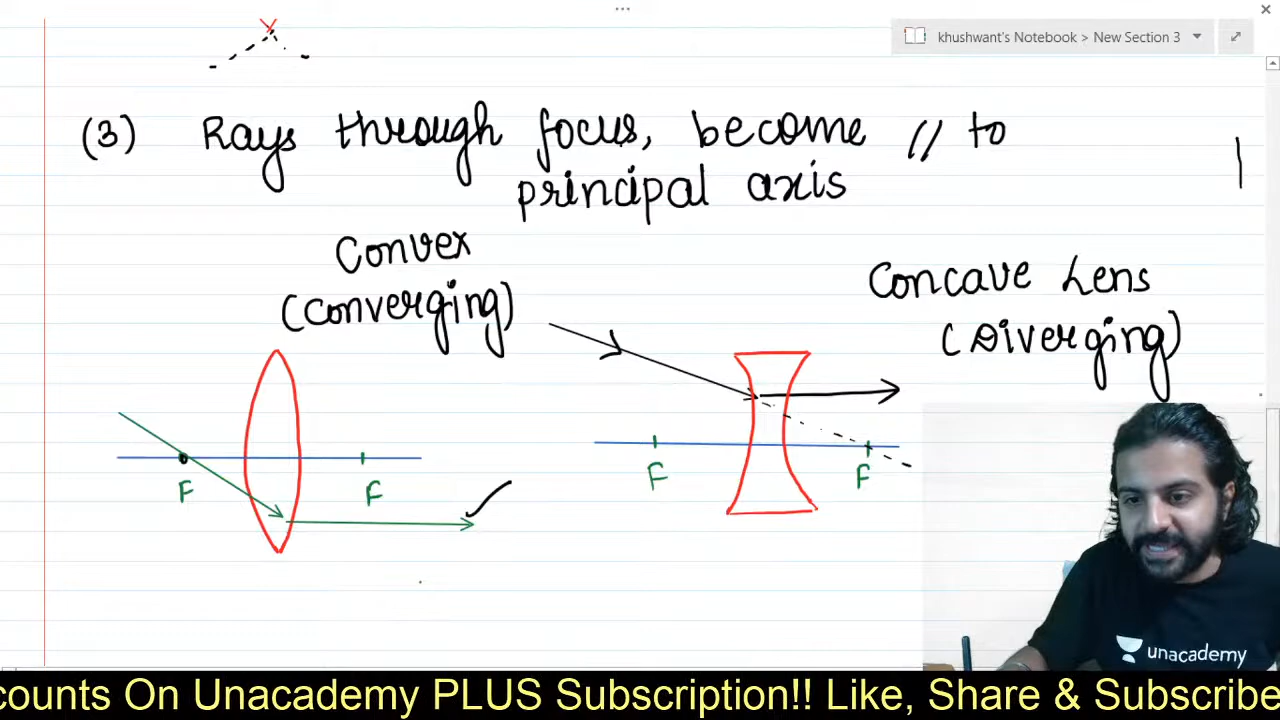 khushwant's Notebook > New Section 3
(3) Rays through focus, become // to
principal axis
Convex
(Converging)
Concave Lens
(Diverging)
F
F
F
F
unacademy
counts On Unacademy PLUS Subscription!! Like, Share & Subscribe